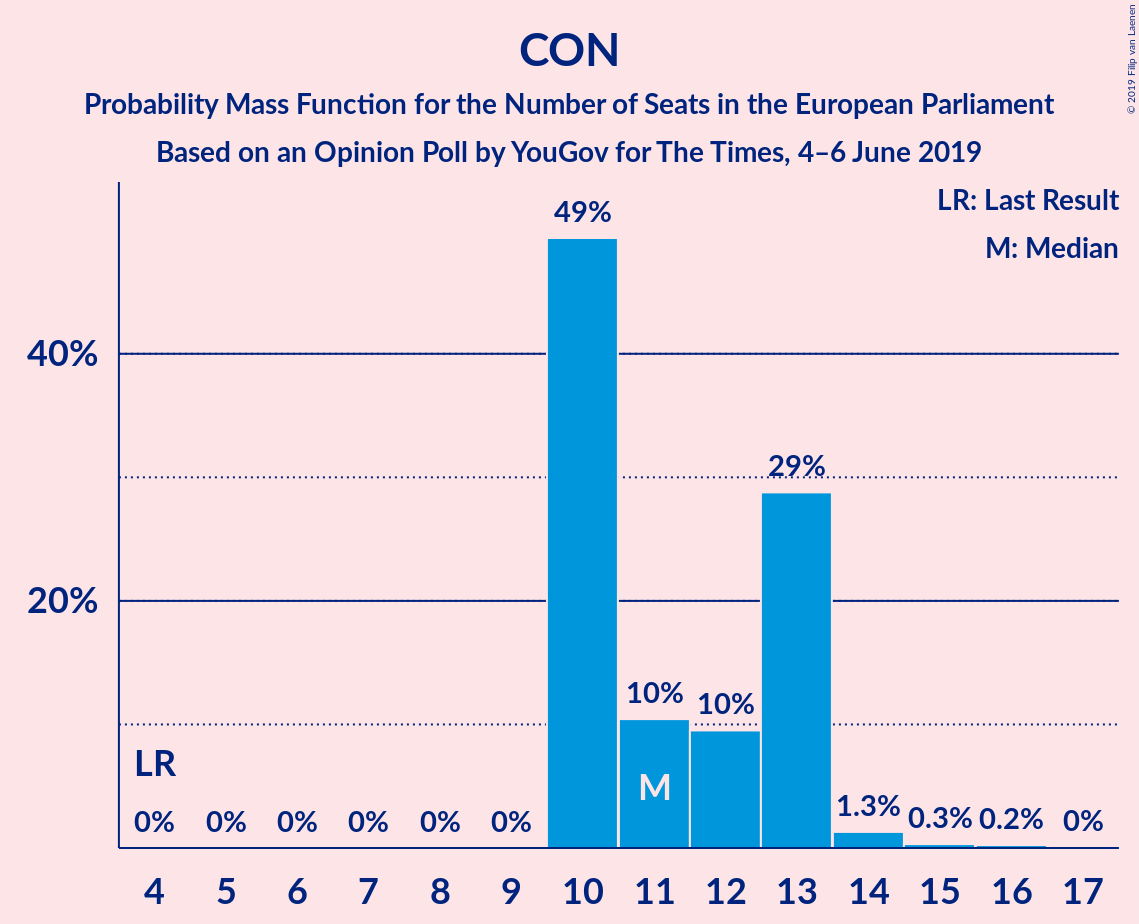 CON
Probability Mass Function for the Number of Seats in the European Parliament
Based on an Opinion Poll by YouGov for The Times, 4–6 June 2019
© 2019 Filip van Laenen
LR: Last Result
M: Median
49%
40%
29%
20%
10% 10%
LR
M
0% 0% 0% 0% 0% 0% 1.3% 0.3% 0.2% 0%
4 5 6 7 8 9 10 11 12 13 14 15 16 17